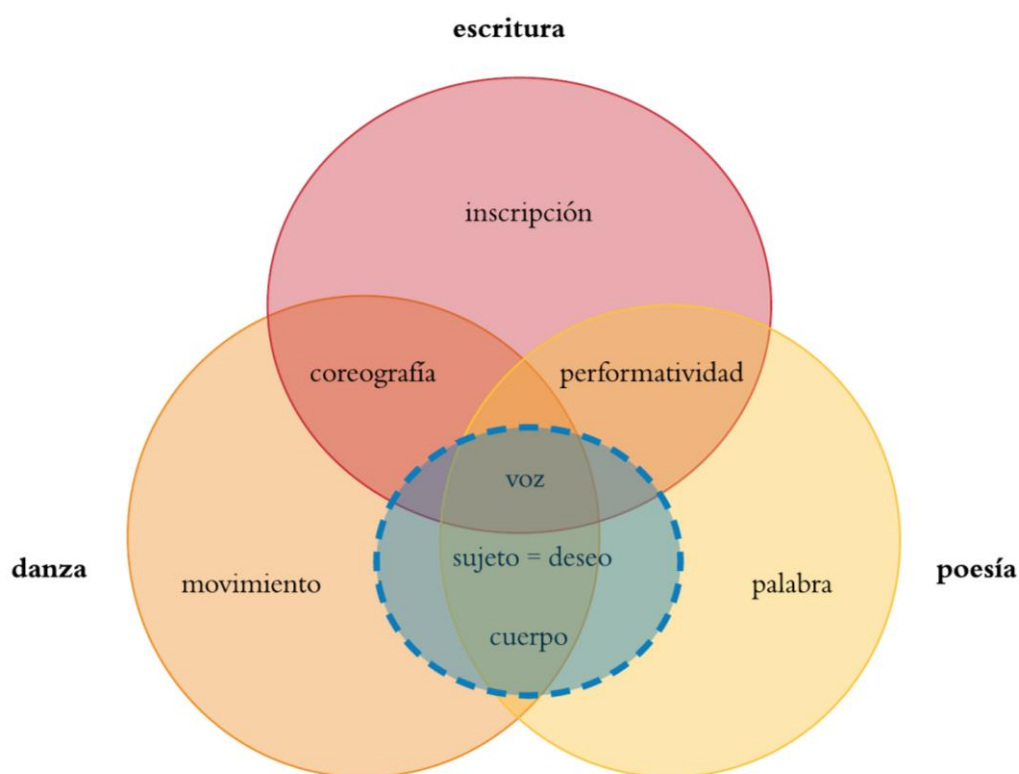 escritura
inscripción
coreografía
performatividad
voz
sujeto = deseo
danza
movimiento
palabra
poesía
cuerpo